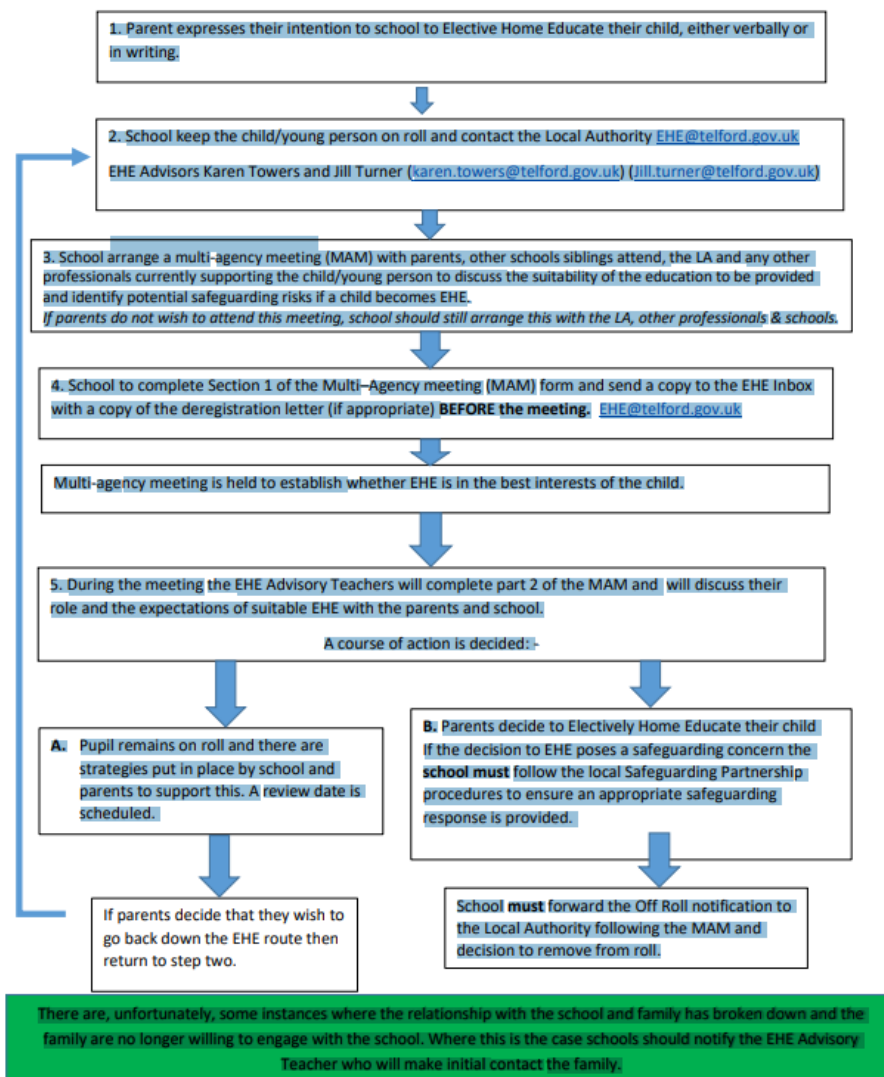 1. Parent expresses their intention to school to Elective Home Educate their child, either verbally or
in writing.
2. School keep the child/young person on roll and contact the Local Authority EHE@telford.gov.uk
EHE Advisors Karen Towers and Jill Turner (karen.towers@telford.gov.uk) (Jill.turner@telford.gov.uk)
3. School arrange a multi-agency meeting (MAM) with parents, other schools siblings attend, the LA and any other
professionals currently supporting the child/young person to discuss the suitability of the education to be provided
and identify potential safeguarding risks if a child becomes EHE.
If parents do not wish to attend this meeting, school should still arrange this with the LA, other professionals & schools.
4. School to complete Section 1 of the Multi–Agency meeting (MAM) form and send a copy to the EHE Inbox
with a copy of the deregistration letter (if appropriate) BEFORE the meeting. EHE@telford.gov.uk
Multi-agency meeting is held to establish whether EHE is in the best interests of the child.
5. During the meeting the EHE Advisory Teachers will complete part 2 of the MAM and will discuss their
role and the expectations of suitable EHE with the parents and school.
A course of action is decided: -
A. Pupil remains on roll and there are
strategies put in place by school and
parents to support this. A review date is
scheduled.
B. Parents decide to Electively Home Educate their child
If the decision to EHE poses a safeguarding concern the
school must follow the local Safeguarding Partnership
procedures to ensure an appropriate safeguarding
response is provided.
If parents decide that they wish to
go back down the EHE route then
return to step two.
School must forward the Off Roll notification to
the Local Authority following the MAM and
decision to remove from roll.
There are, unfortunately, some instances where the relationship with the school and family has broken down and the
family are no longer willing to engage with the school. Where this is the case schools should notify the EHE Advisory
Teacher who will make initial contact the family.